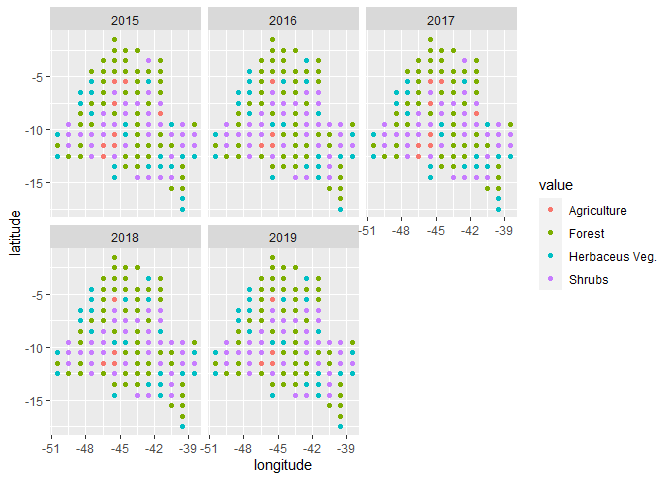 2015 2016 2017
-5
-10
-15
-51 -48 -45 -42 -39
2018 2019
-5
-10
-15
-51 -48 -45 -42 -39 -51 -48 -45 -42 -39
latitude
longitude
value
Agriculture
Forest
Herbaceus Veg.
Shrubs